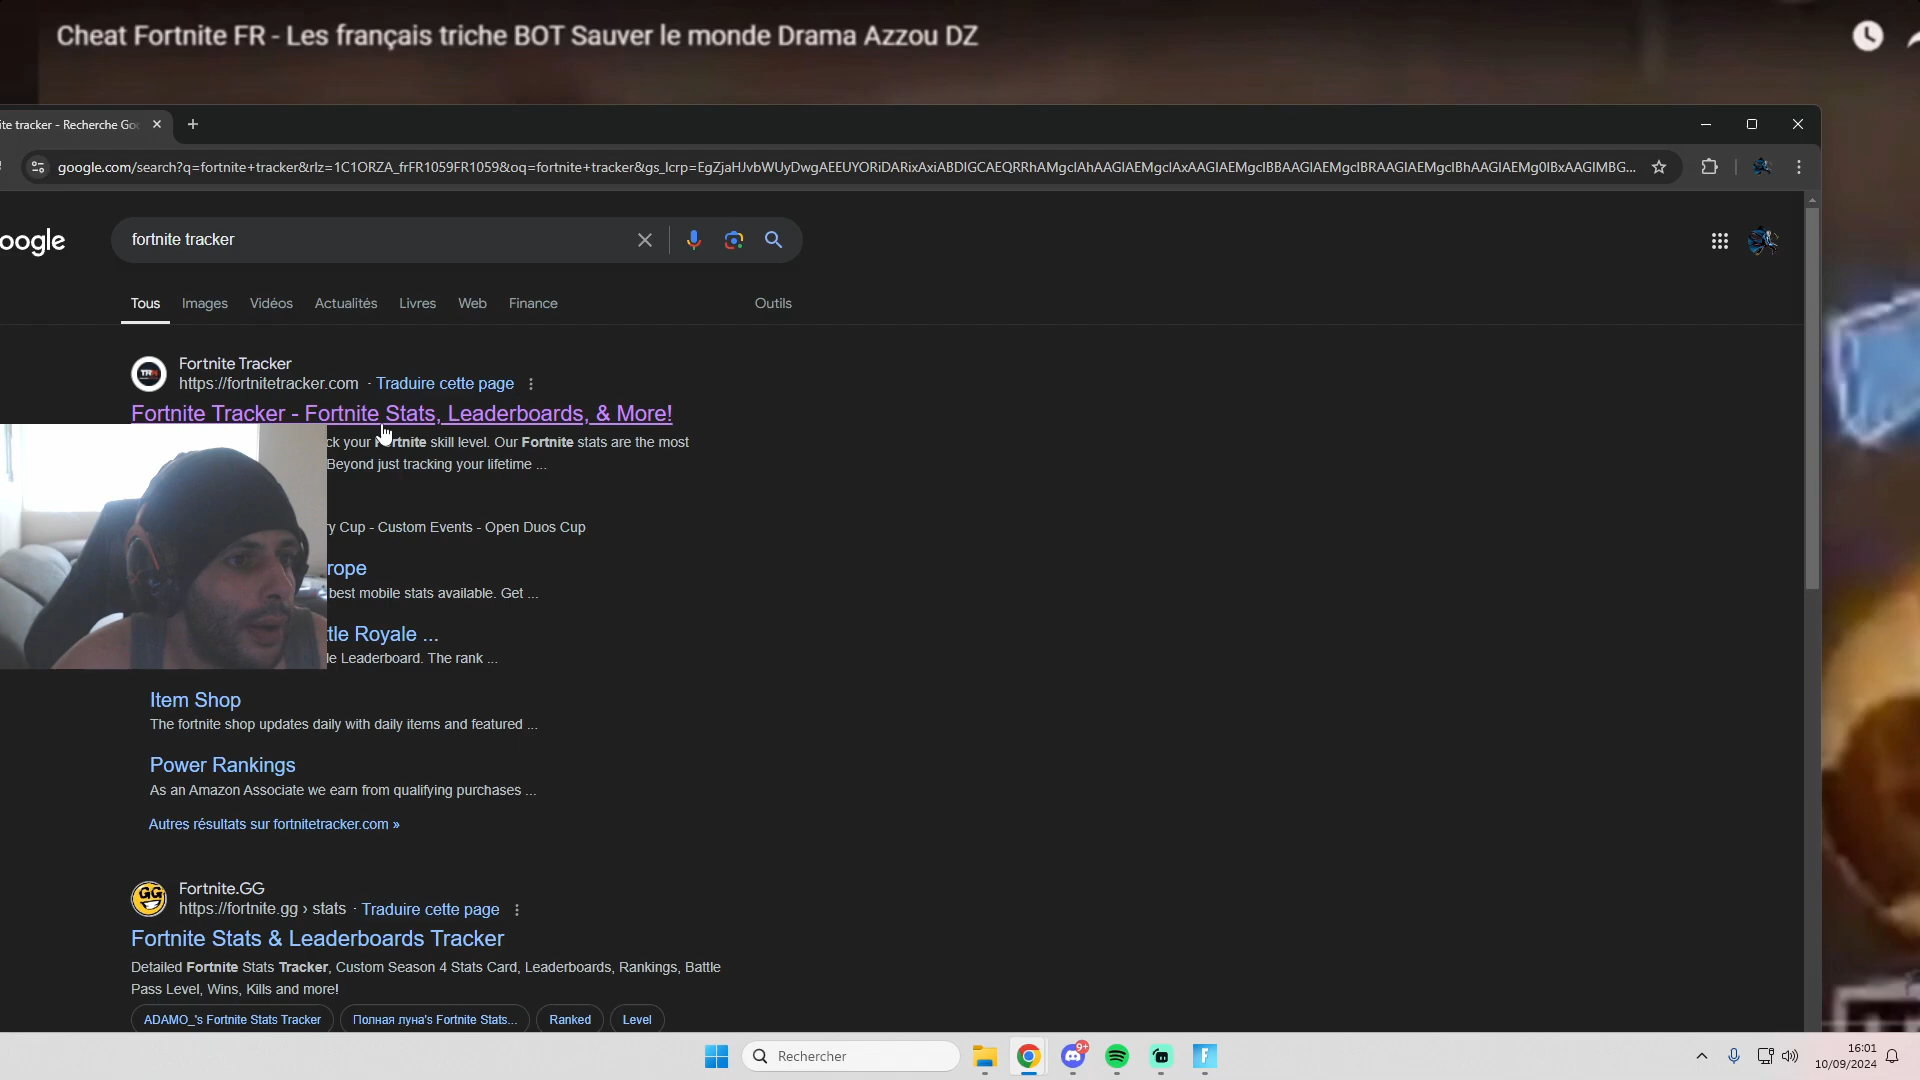 Cheat Fortnite FR - Les français triche BOT Sauver le monde Drama Azzou DZ
ite tracker - Recherche Go
google.com/search?q=fortnite+tracker&rlz=1C1ORZA_frFR1059FR1059&oq=fortnite+tracker&gs_lcrp=EgZjaHJvbWUyDwgAEEUYORiDARixAxiABDIGCAEQRRhAMgcIAhAAGIAEMgcIAxAAGIAEMgcIBBAAGIAEMgcIBRAAGIAEMgcIBhAAGIAEMg0IBxAAGIMBG...
oogle
fortnite tracker
Tous Images Vidéos Actualités Livres Web Finance Outils
Fortnite Tracker
https://fortnitetracker.com · Traduire cette page
Fortnite Tracker - Fortnite Stats, Leaderboards, & More!
ck your Fortnite skill level. Our Fortnite stats are the most
Beyond just tracking your lifetime ...
y Cup - Custom Events - Open Duos Cup
rope
best mobile stats available. Get ...
ttle Royale ...
le Leaderboard. The rank ...
Item Shop
The fortnite shop updates daily with daily items and featured ...
Power Rankings
As an Amazon Associate we earn from qualifying purchases ...
Autres résultats sur fortnitetracker.com »
Fortnite.GG
https://fortnite.gg › stats · Traduire cette page
Fortnite Stats & Leaderboards Tracker
Detailed Fortnite Stats Tracker, Custom Season 4 Stats Card, Leaderboards, Rankings, Battle
Pass Level, Wins, Kills and more!
ADAMO_'s Fortnite Stats Tracker Полная луна's Fortnite Stats... Ranked Level
Rechercher
9+
16:01
10/09/2024